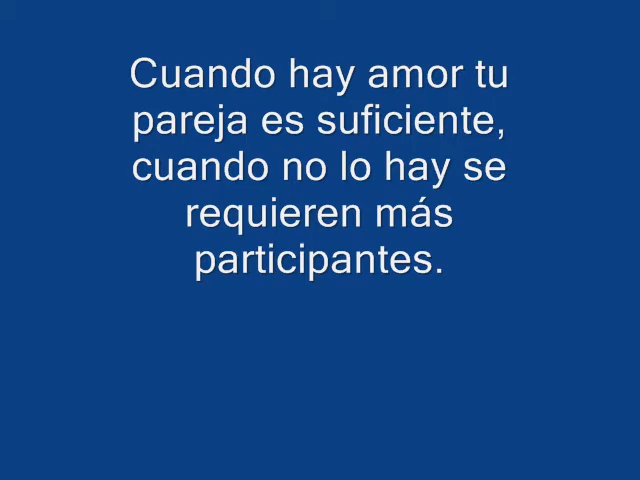 Cuando hay amor tu
pareja es suficiente,
cuando no lo hay se
requieren más
participantes.